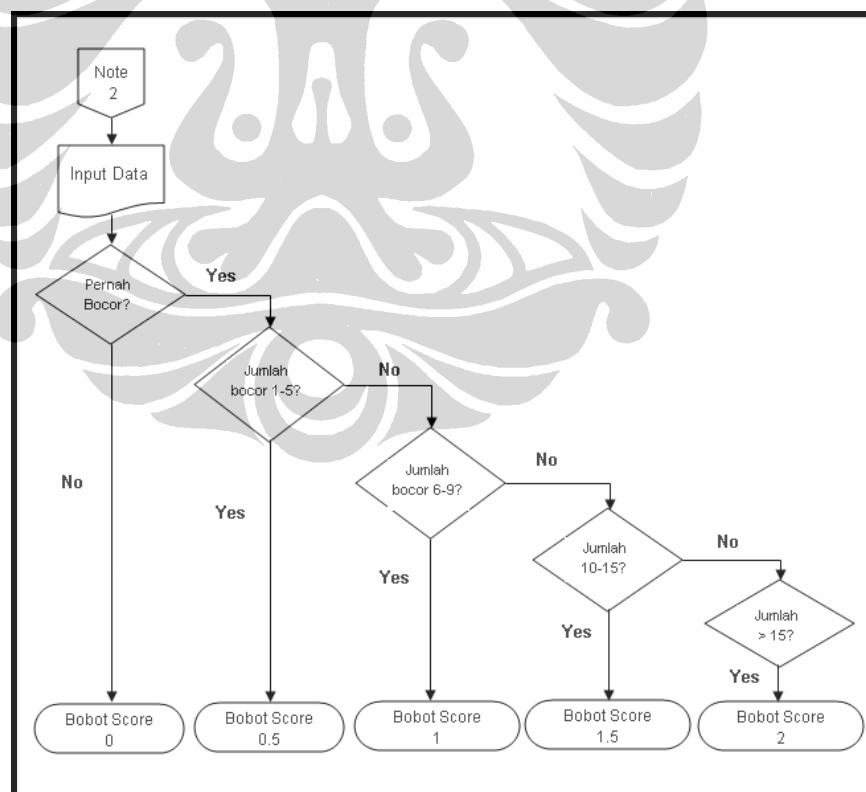 Note
2
Input Data
Pernah
Bocor?
Yes
Jumlah
bocor 1-5?
No
Jumlah
bocor 6-9?
No
Jumlah
10-15?
No
Jumlah
> 15?
No
Yes
Yes
Yes
Yes
Bobot Score
0
Bobot Score
0.5
Bobot Score
1
Bobot Score
1.5
Bobot Score
2